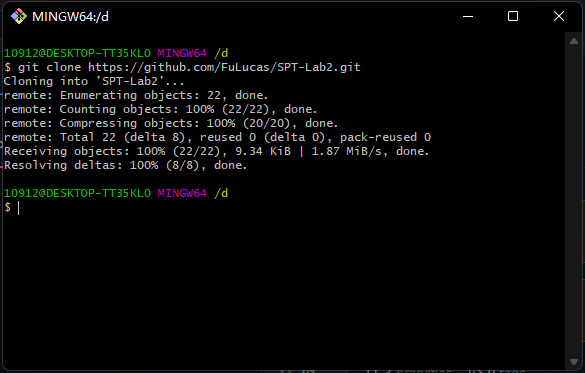 MINGW64:/d
10912@DESKTOP-TT35KLO MINGW64 /d
$ git clone https://github.com/FuLucas/SPT-Lab2.git
Cloning into 'SPT-Lab2'...
remote: Enumerating objects: 22, done.
remote: Counting objects: 100% (22/22), done.
remote: Compressing objects: 100% (20/20), done.
remote: Total 22 (delta 8), reused 0 (delta 0), pack-reused 0
Receiving objects: 100% (22/22), 9.34 KiB | 1.87 MiB/s, done.
Resolving deltas: 100% (8/8), done.
10912@DESKTOP-TT35KLO MINGW64 /d
$